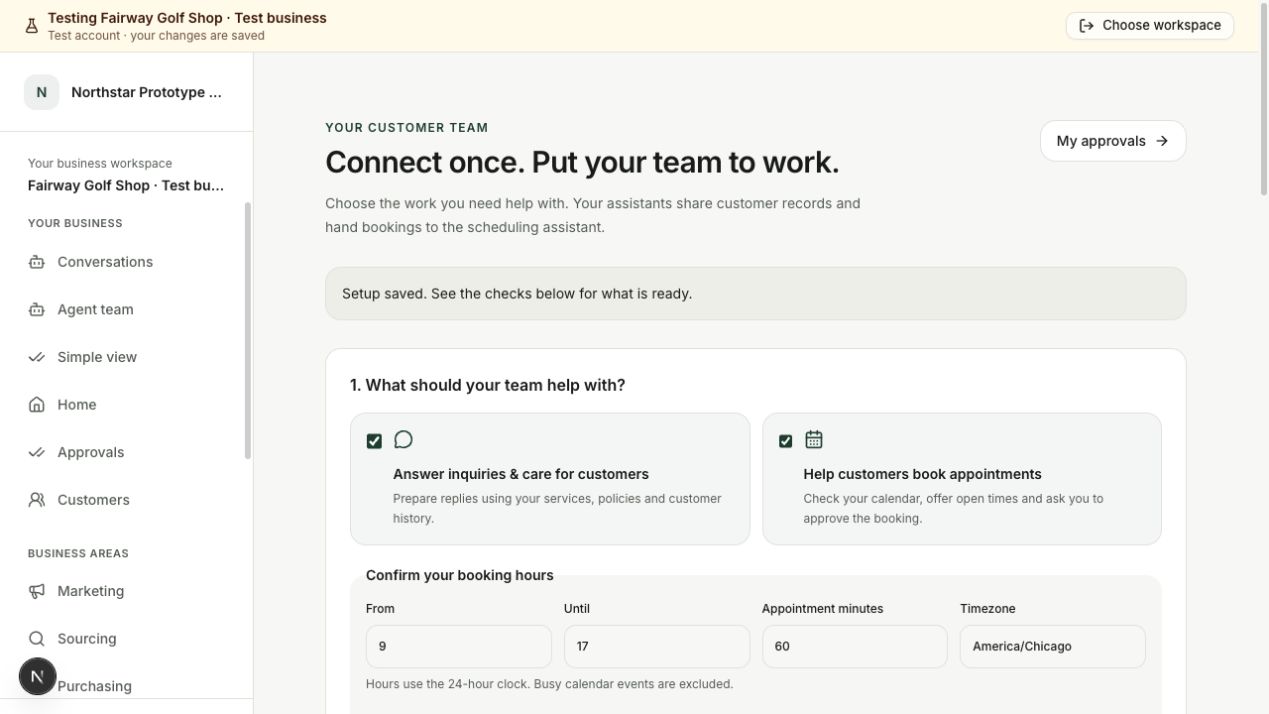 Testing Fairway Golf Shop · Test business
Test account · your changes are saved
Choose workspace
N
Northstar Prototype ...
Your business workspace
Fairway Golf Shop · Test bu...
YOUR BUSINESS
Conversations
Agent team
Simple view
Home
Approvals
Customers
BUSINESS AREAS
Marketing
Sourcing
N
Purchasing
YOUR CUSTOMER TEAM
Connect once. Put your team to work.
My approvals
Choose the work you need help with. Your assistants share customer records and
hand bookings to the scheduling assistant.
Setup saved. See the checks below for what is ready.
1. What should your team help with?
Answer inquiries & care for customers
Prepare replies using your services, policies and customer
history.
Help customers book appointments
Check your calendar, offer open times and ask you to
approve the booking.
Confirm your booking hours
From
Until
Appointment minutes
Timezone
9
17
60
America/Chicago
Hours use the 24-hour clock. Busy calendar events are excluded.